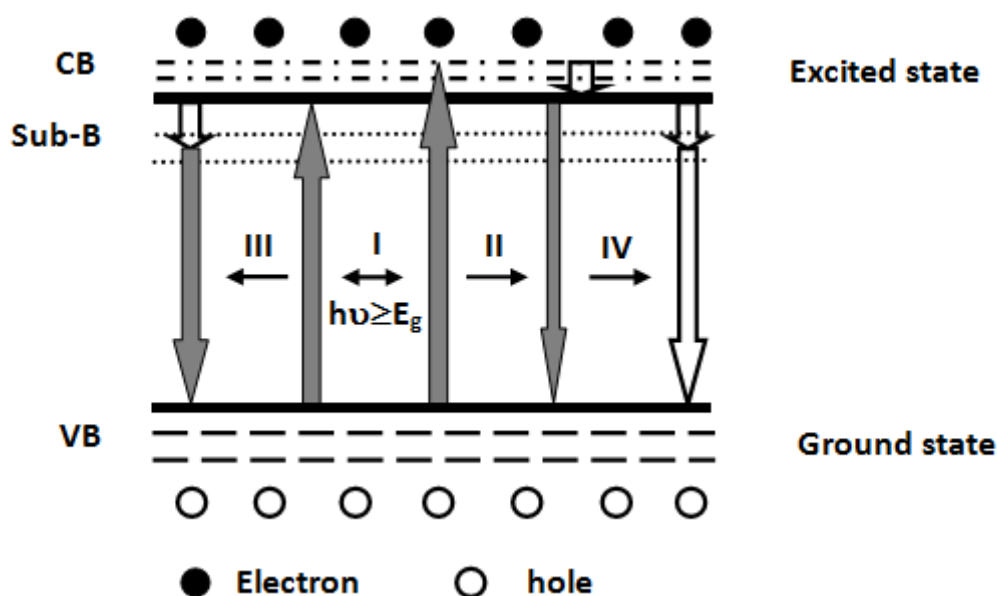 CB
Excited state
Sub-B
III
I
II
IV
hυ≥Eg
VB
Ground state
Electron
hole